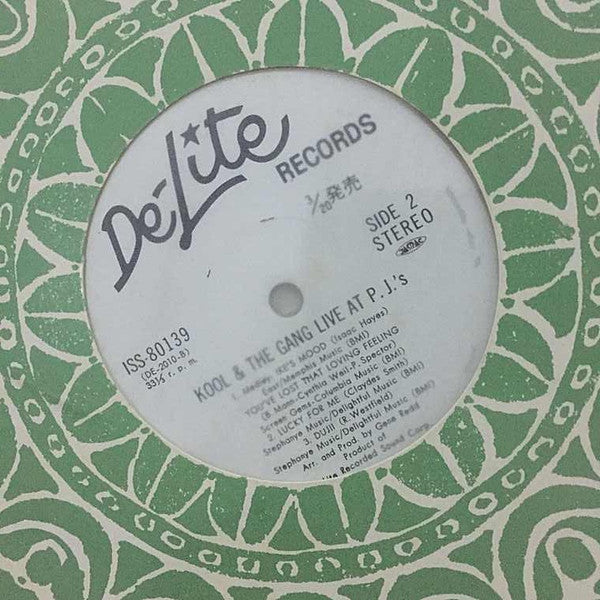 De-Lite
RECORDS
3/20発売
SIDE 2
STEREO
ISS-80139
(DE-2010-B)
33⅓ r.p.m.
KOOL & THE GANG LIVE AT P.J.'s
1. Medley: IKE'S MOOD (Isaac Hayes)
East/Memphis Music (BMI)
YOU'VE LOST THAT LOVING FEELING
(B. Mann-Cynthia Weil-P. Spector)
Screen Gems-Columbia Music (BMI)
2. LUCKY FOR ME (Claydes Smith)
Stephanye Music/Delightful Music (BMI)
3. DUJII (R. Westfield)
Stephanye Music/Delightful Music (BMI)
Arr. and Prod. by Gene Redd
Product of
Lite Recorded Sound Corp.